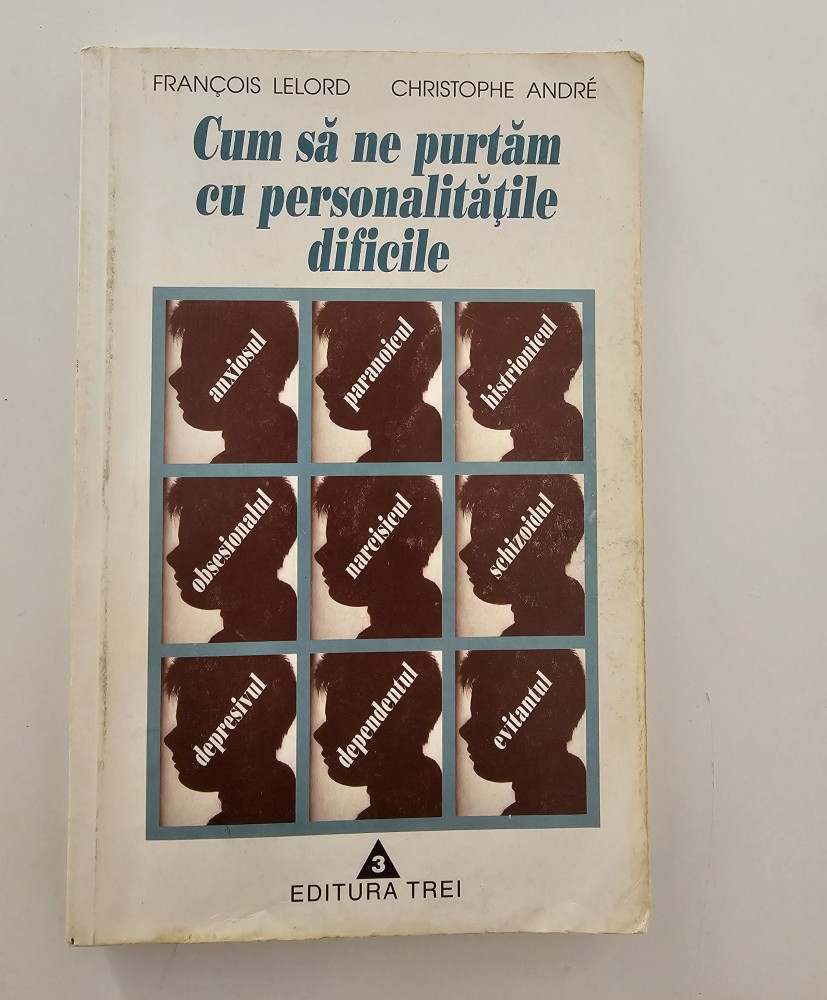 FRANÇOIS LELORD CHRISTOPHE ANDRÉ
Cum să ne purtăm
cu personalitățile
dificile
anxiosul
paranoicul
histrionicul
obsesionalul
narcisicul
schizoidul
depresivul
dependentul
evitantul
3
EDITURA TREI